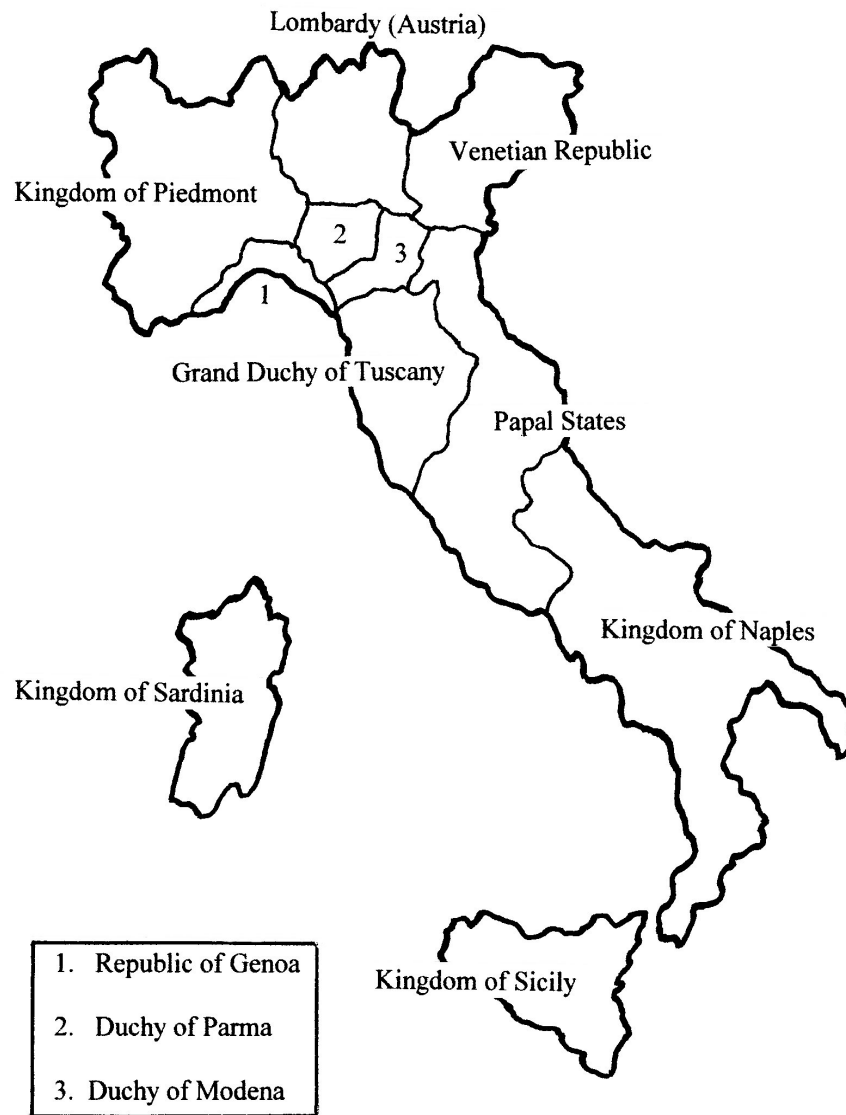 Lombardy (Austria)
Venetian Republic
Kingdom of Piedmont
2
3
1
Grand Duchy of Tuscany
Papal States
Kingdom of Naples
Kingdom of Sardinia
Kingdom of Sicily
1. Republic of Genoa
2. Duchy of Parma
3. Duchy of Modena